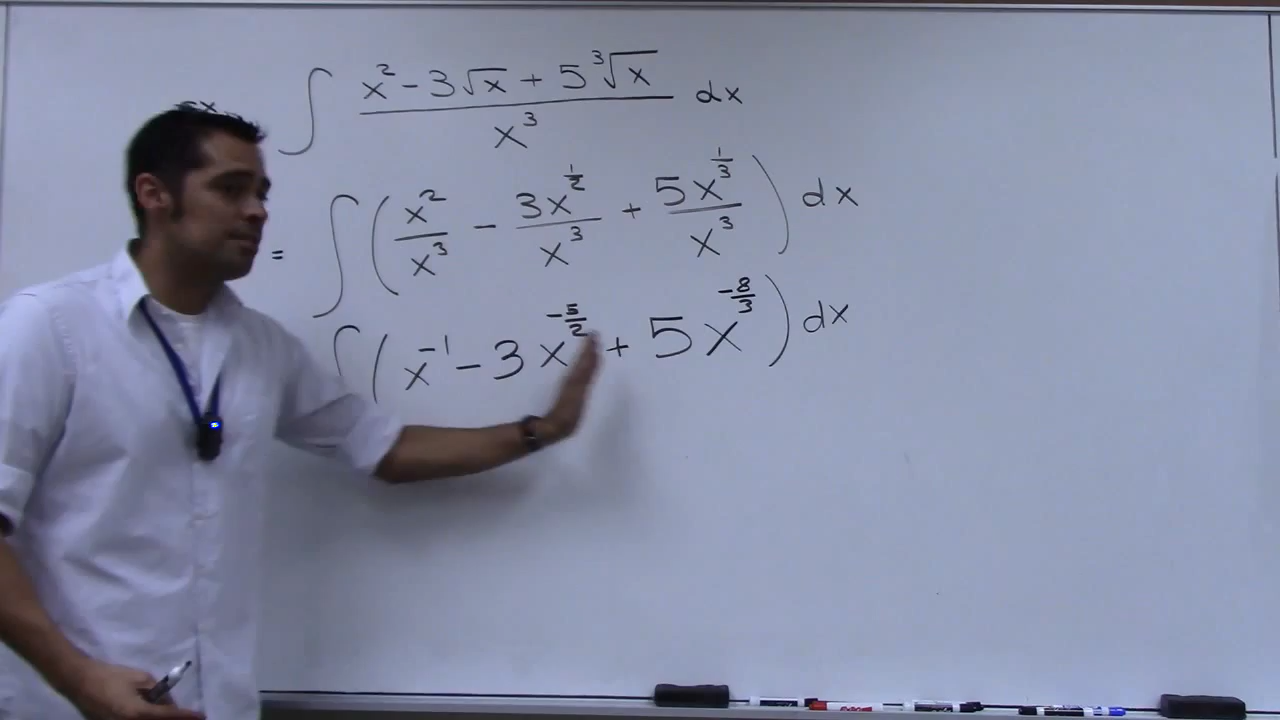 ex ∫ (x² - 3√x + 5∛x)/x³ dx
= ∫ (x²/x³ - 3x^(1/2)/x³ + 5x^(1/3)/x³) dx
∫ (x⁻¹ - 3x^(-5/2) + 5x^(-8/3)) dx